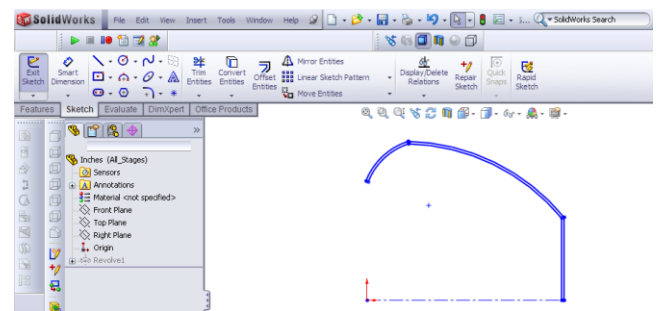 SolidWorks File Edit View Insert Tools Window Help SolidWorks Search
Exit Sketch
Smart Dimension
Trim Entities
Convert Entities
Offset Entities
Mirror Entities
Linear Sketch Pattern
Move Entities
Display/Delete Relations
Repair Sketch
Quick Snaps
Rapid Sketch
Features Sketch Evaluate DimXpert Office Products
Inches (All_Stages)
Sensors
Annotations
Material <not specified>
Front Plane
Top Plane
Right Plane
Origin
Revolve1